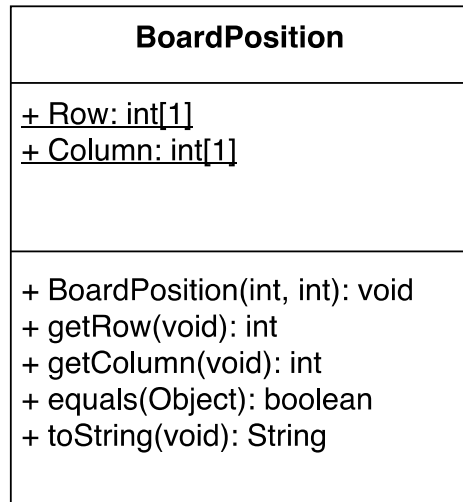 BoardPosition
+ Row: int[1]
+ Column: int[1]
+ BoardPosition(int, int): void
+ getRow(void): int
+ getColumn(void): int
+ equals(Object): boolean
+ toString(void): String